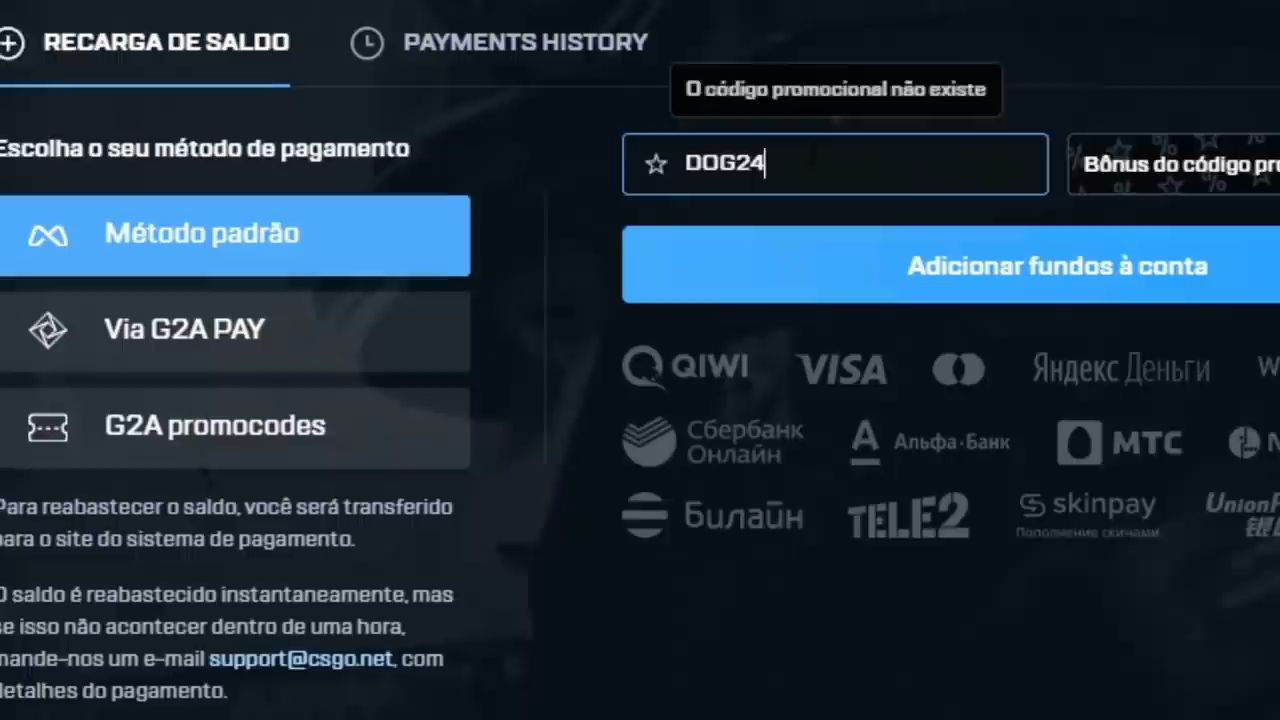 RECARGA DE SALDO
PAYMENTS HISTORY
O código promocional não existe
Escolha o seu método de pagamento
DOG24
Bônus do código pr
Método padrão
Adicionar fundos à conta
Via G2A PAY
QIWI
VISA
Яндекс Деньги
W
G2A promocodes
Сбербанк
Онлайн
Альфа·Банк
МТС
Билайн
TELE2
skinpay
Пополнение скинами
Union
银
Para reabastecer o saldo, você será transferido
para o site do sistema de pagamento.
O saldo é reabastecido instantaneamente, mas
se isso não acontecer dentro de uma hora,
mande-nos um e-mail support@csgo.net, com
detalhes do pagamento.